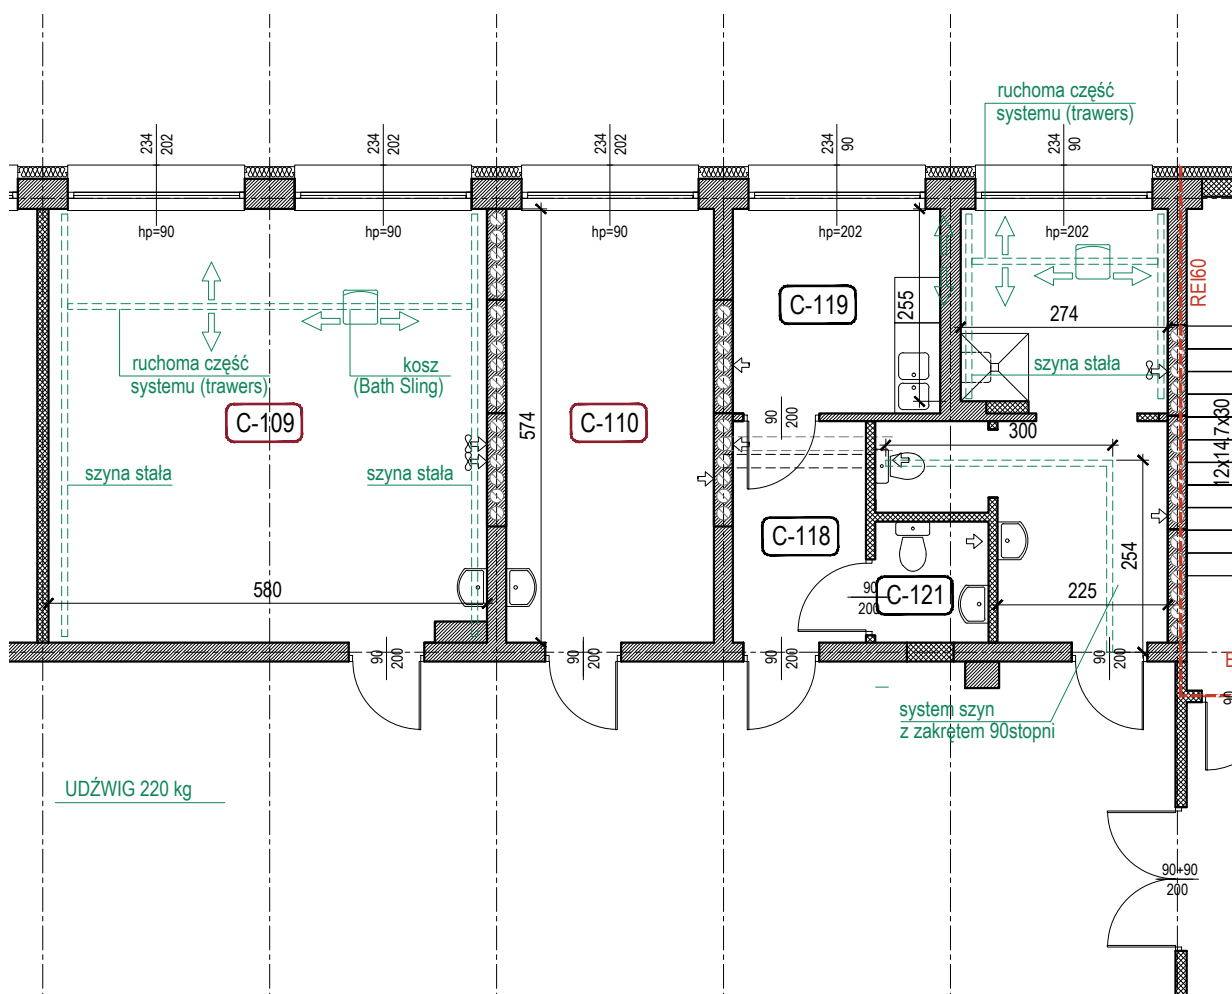 ruchoma część
systemu (trawers)
234
202
234
202
234
202
234
90
234
90
hp=90
hp=90
hp=90
hp=202
hp=202
REI60
255
C-119
274
ruchoma część
systemu (trawers)
kosz
(Bath Sling)
szyna stała
C-109
574
C-110
90
200
300
12x14,7x30
szyna stała
szyna stała
C-118
254
580
90
200
C-121
225
90
200
90
200
90
200
90
200
system szyn
z zakrętem 90stopni
90
UDŹWIG 220 kg
90+90
200